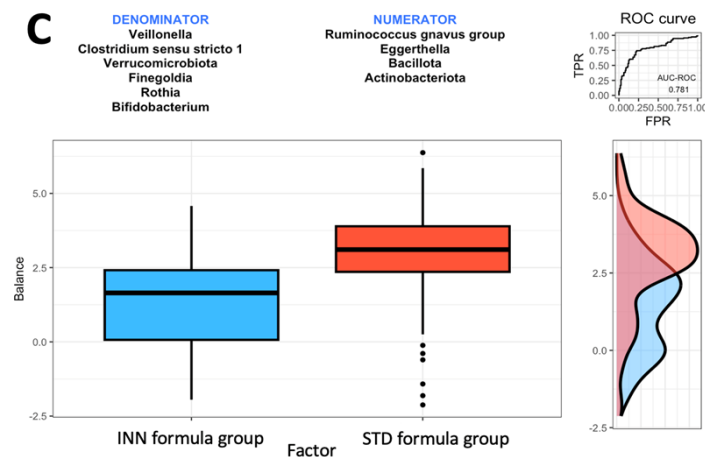 C
DENOMINATOR
Veillonella
Clostridium sensu stricto 1
Verrucomicrobiota
Finegoldia
Rothia
Bifidobacterium
NUMERATOR
Ruminococcus gnavus group
Eggerthella
Bacillota
Actinobacteriota
ROC curve
TPR
1.00
0.75
0.50
0.25
0.00
AUC-ROC
0.781
0.000.250.500.751.00
FPR
Balance
5.0
2.5
0.0
-2.5
INN formula group
STD formula group
Factor
5.0
2.5
0.0
-2.5